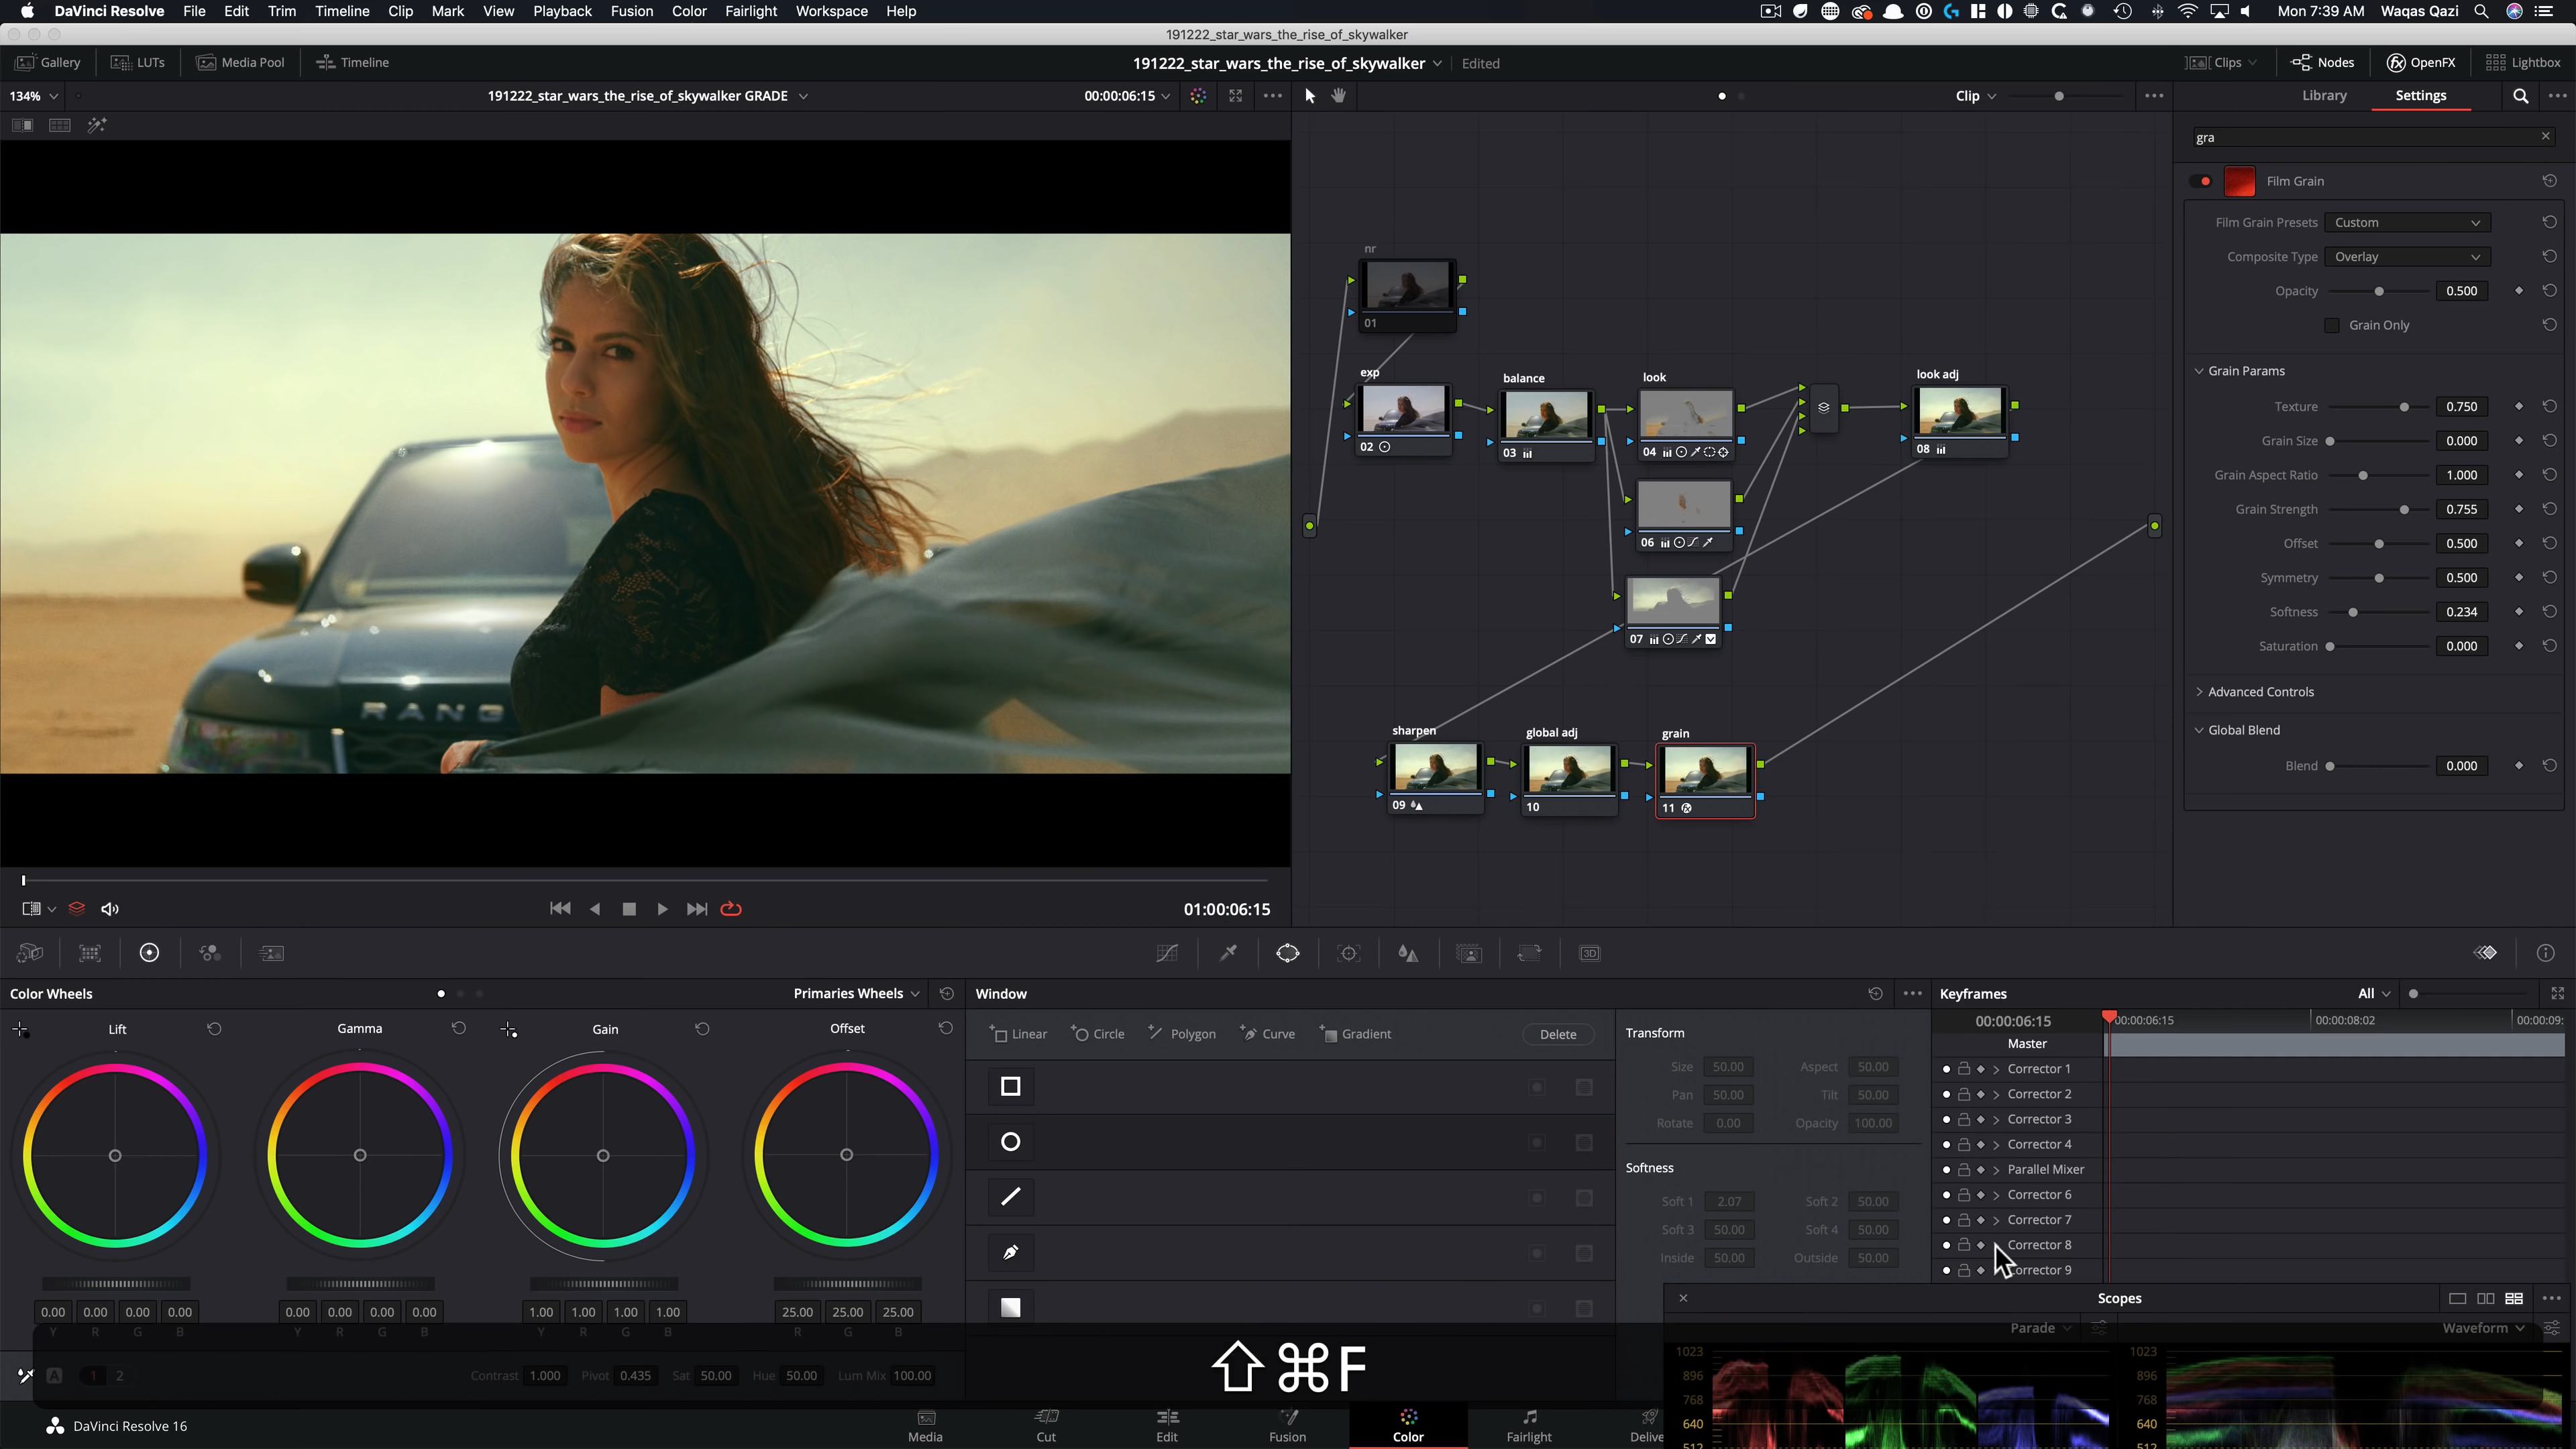 DaVinci Resolve File Edit Trim Timeline Clip Mark View Playback Fusion Color Fairlight Workspace Help Mon 7:39 AM Waqas Qazi
191222_star_wars_the_rise_of_skywalker
Gallery LUTs Media Pool Timeline 191222_star_wars_the_rise_of_skywalker Edited Clips Nodes OpenFX Lightbox
134% 191222_star_wars_the_rise_of_skywalker GRADE 00:00:06:15 Clip Library Settings
gra
Film Grain
Film Grain Presets Custom
Composite Type Overlay
Opacity 0.500
Grain Only
Grain Params
Texture 0.750
Grain Size 0.000
Grain Aspect Ratio 1.000
Grain Strength 0.755
Offset 0.500
Symmetry 0.500
Softness 0.234
Saturation 0.000
Advanced Controls
Global Blend
Blend 0.000
nr
01
exp balance look look adj
02 03 04 08
06
07
sharpen global adj grain
09 10 11
RANG
01:00:06:15
Color Wheels Primaries Wheels Window Keyframes All
Lift Gamma Gain Offset
0.00 0.00 0.00 0.00 0.00 0.00 0.00 0.00 1.00 1.00 1.00 1.00 25.00 25.00 25.00
Y R G B Y R G B Y R G B R G B
A 1 2 Contrast 1.000 Pivot 0.435 Sat 50.00 Hue 50.00 Lum Mix 100.00
Linear Circle Polygon Curve Gradient Delete
Transform
Size 50.00 Aspect 50.00
Pan 50.00 Tilt 50.00
Rotate 0.00 Opacity 100.00
Softness
Soft 1 2.07 Soft 2 50.00
Soft 3 50.00 Soft 4 50.00
Inside 50.00 Outside 50.00
00:00:06:15 00:00:06:15 00:00:08:02 00:00:09:
Master
Corrector 1
Corrector 2
Corrector 3
Corrector 4
Parallel Mixer
Corrector 6
Corrector 7
Corrector 8
Corrector 9
Scopes
Parade Waveform
1023 1023
896 896
768 768
640 640
512 512
⇧⌘F
DaVinci Resolve 16 Media Cut Edit Fusion Color Fairlight Delive
3D